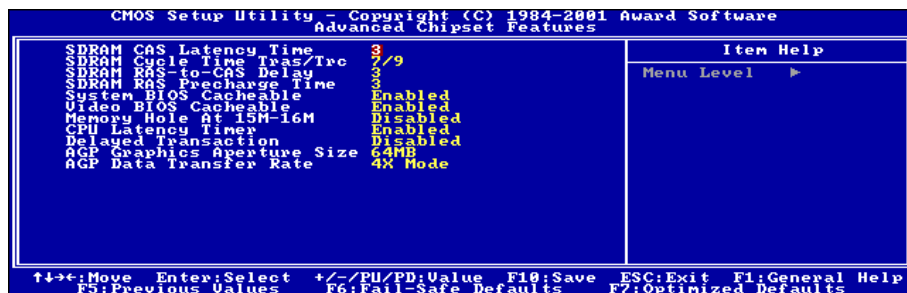 CMOS Setup Utility - Copyright (C) 1984-2001 Award Software
Advanced Chipset Features
SDRAM CAS Latency Time 3
SDRAM Cycle Time Tras/Trc 7/9
SDRAM RAS-to-CAS Delay 3
SDRAM RAS Precharge Time 3
System BIOS Cacheable Enabled
Video BIOS Cacheable Enabled
Memory Hole At 15M-16M Disabled
CPU Latency Timer Enabled
Delayed Transaction Disabled
AGP Graphics Aperture Size 64MB
AGP Data Transfer Rate 4X Mode
Item Help
Menu Level ►
↑↓→←:Move Enter:Select +/-/PU/PD:Value F10:Save ESC:Exit F1:General Help
F5:Previous Values F6:Fail-Safe Defaults F7:Optimized Defaults